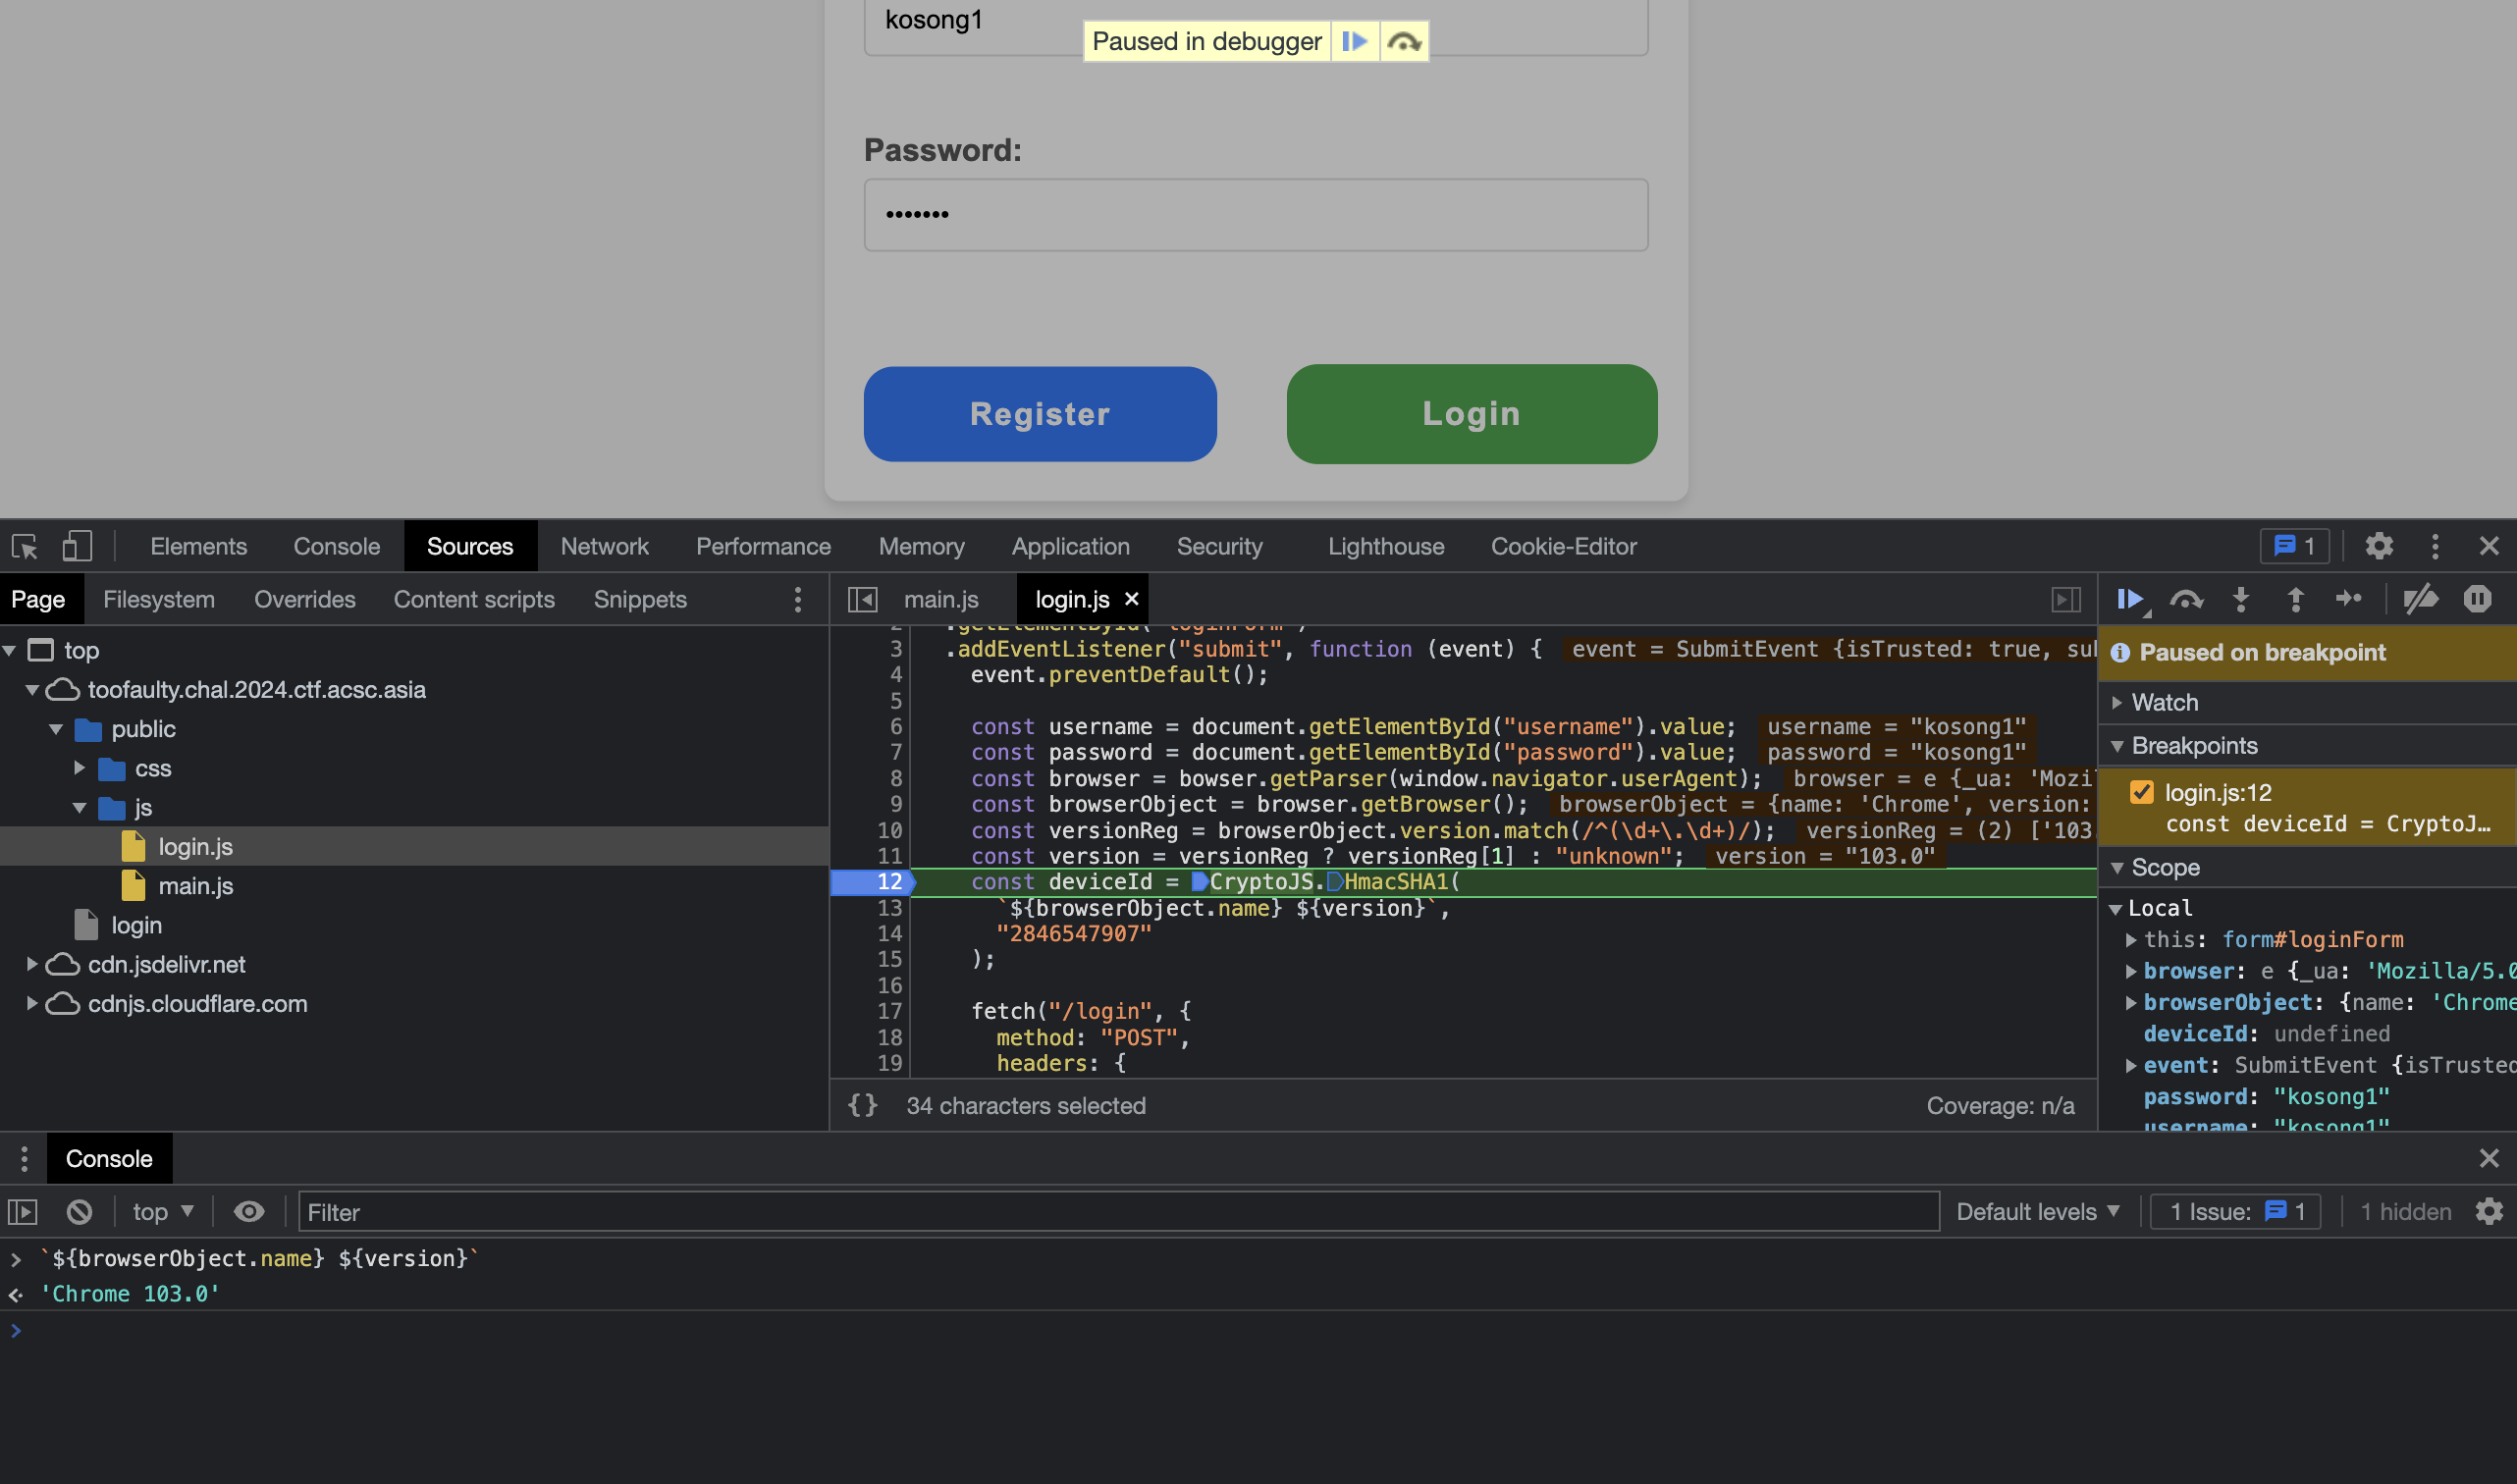 kosong1
Paused in debugger
Password:
•••••••
Register
Login
Elements Console Sources Network Performance Memory Application Security Lighthouse Cookie-Editor 1
Page Filesystem Overrides Content scripts Snippets
main.js login.js
top
toofaulty.chal.2024.ctf.acsc.asia
public
css
js
login.js
main.js
login
cdn.jsdelivr.net
cdnjs.cloudflare.com
3 .addEventListener("submit", function (event) { event = SubmitEvent {isTrusted: true, sul
4 event.preventDefault();
5
6 const username = document.getElementById("username").value; username = "kosong1"
7 const password = document.getElementById("password").value; password = "kosong1"
8 const browser = bowser.getParser(window.navigator.userAgent); browser = e {_ua: 'Mozil
9 const browserObject = browser.getBrowser(); browserObject = {name: 'Chrome', version:
10 const versionReg = browserObject.version.match(/^(\d+\.\d+)/); versionReg = (2) ['103.
11 const version = versionReg ? versionReg[1] : "unknown"; version = "103.0"
12 const deviceId = CryptoJS.HmacSHA1(
13 `${browserObject.name} ${version}`,
14 "2846547907"
15 );
16
17 fetch("/login", {
18 method: "POST",
19 headers: {
{} 34 characters selected Coverage: n/a
Paused on breakpoint
Watch
Breakpoints
login.js:12
const deviceId = CryptoJ…
Scope
Local
this: form#loginForm
browser: e {_ua: 'Mozilla/5.0
browserObject: {name: 'Chrome
deviceId: undefined
event: SubmitEvent {isTrusted
password: "kosong1"
username: "kosong1"
Console
top Filter Default levels 1 Issue: 1 1 hidden
> `${browserObject.name} ${version}`
'Chrome 103.0'
>